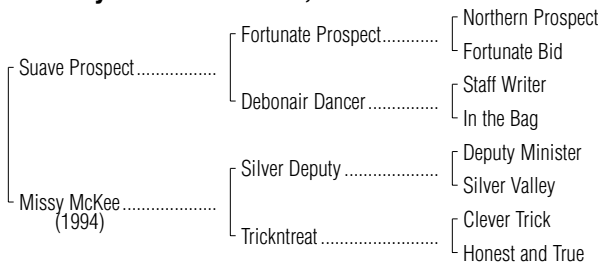 Northern Prospect
Fortunate Prospect............
Fortunate Bid
Suave Prospect.................
Staff Writer
Debonair Dancer...............
In the Bag
Deputy Minister
Silver Deputy....................
Silver Valley
Missy McKee....................
(1994)
Clever Trick
Trickntreat.........................
Honest and True